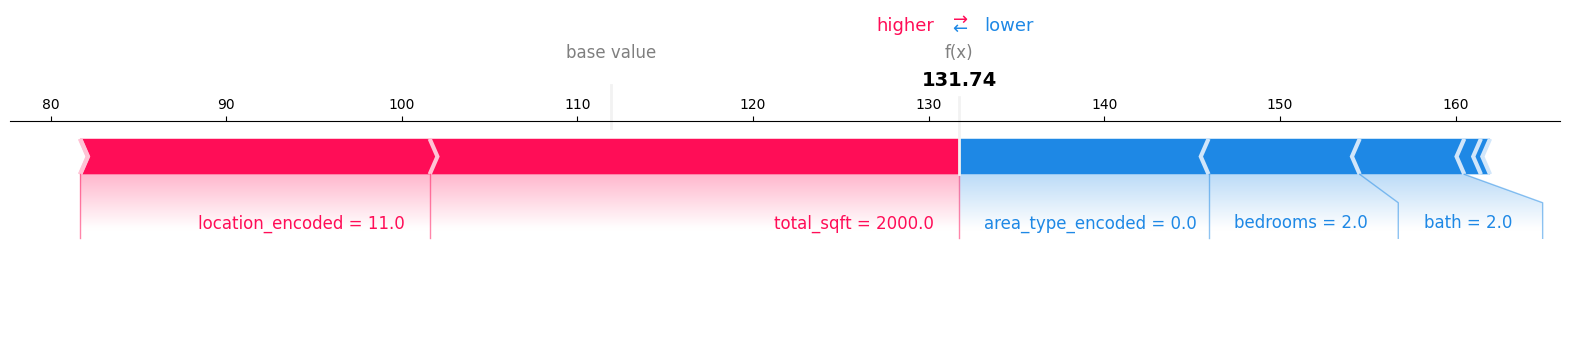 higher → lower
←
base value f(x)
131.74
80 90 100 110 120 130 140 150 160
location_encoded = 11.0 total_sqft = 2000.0 area_type_encoded = 0.0 bedrooms = 2.0 bath = 2.0